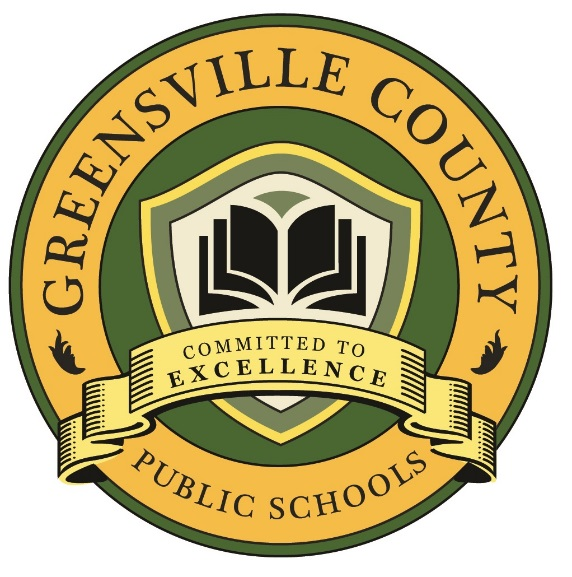 GREENSVILLE COUNTY
COMMITTED TO
EXCELLENCE
PUBLIC SCHOOLS